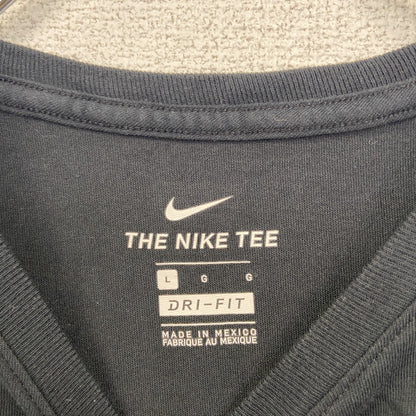 THE NIKE TEE
L G G
DRI-FIT
MADE IN MEXICO
FABRIQUE AU MEXIQUE